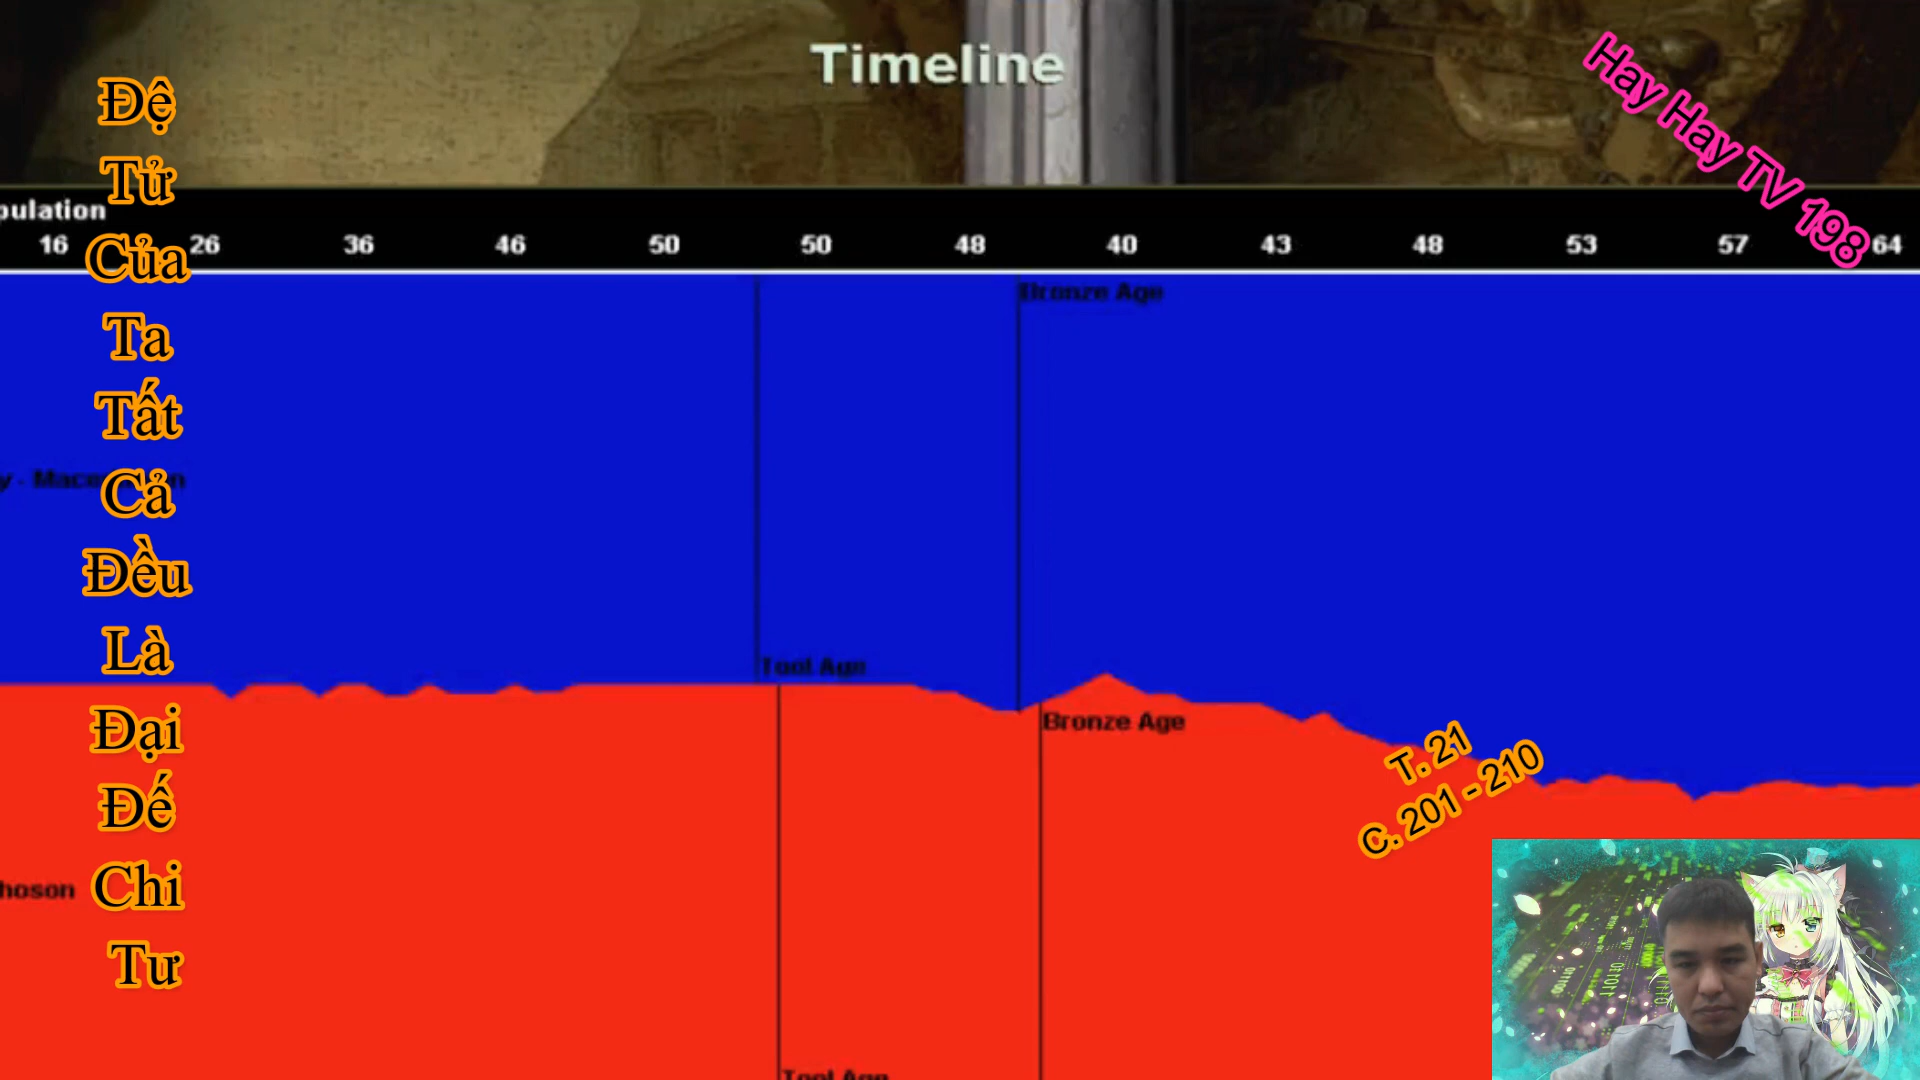 Timeline
pulation
16 26 36 46 50 50 48 40 43 48 53 57 64
Hay Hay TV 198
Đệ
Tử
Của
Ta
Tất
Cả
Đều
Là
Đại
Đế
Chi
Tư
Bronze Age
Tool Age
Bronze Age
T. 21
C. 201 - 210
hoson
Tool Age